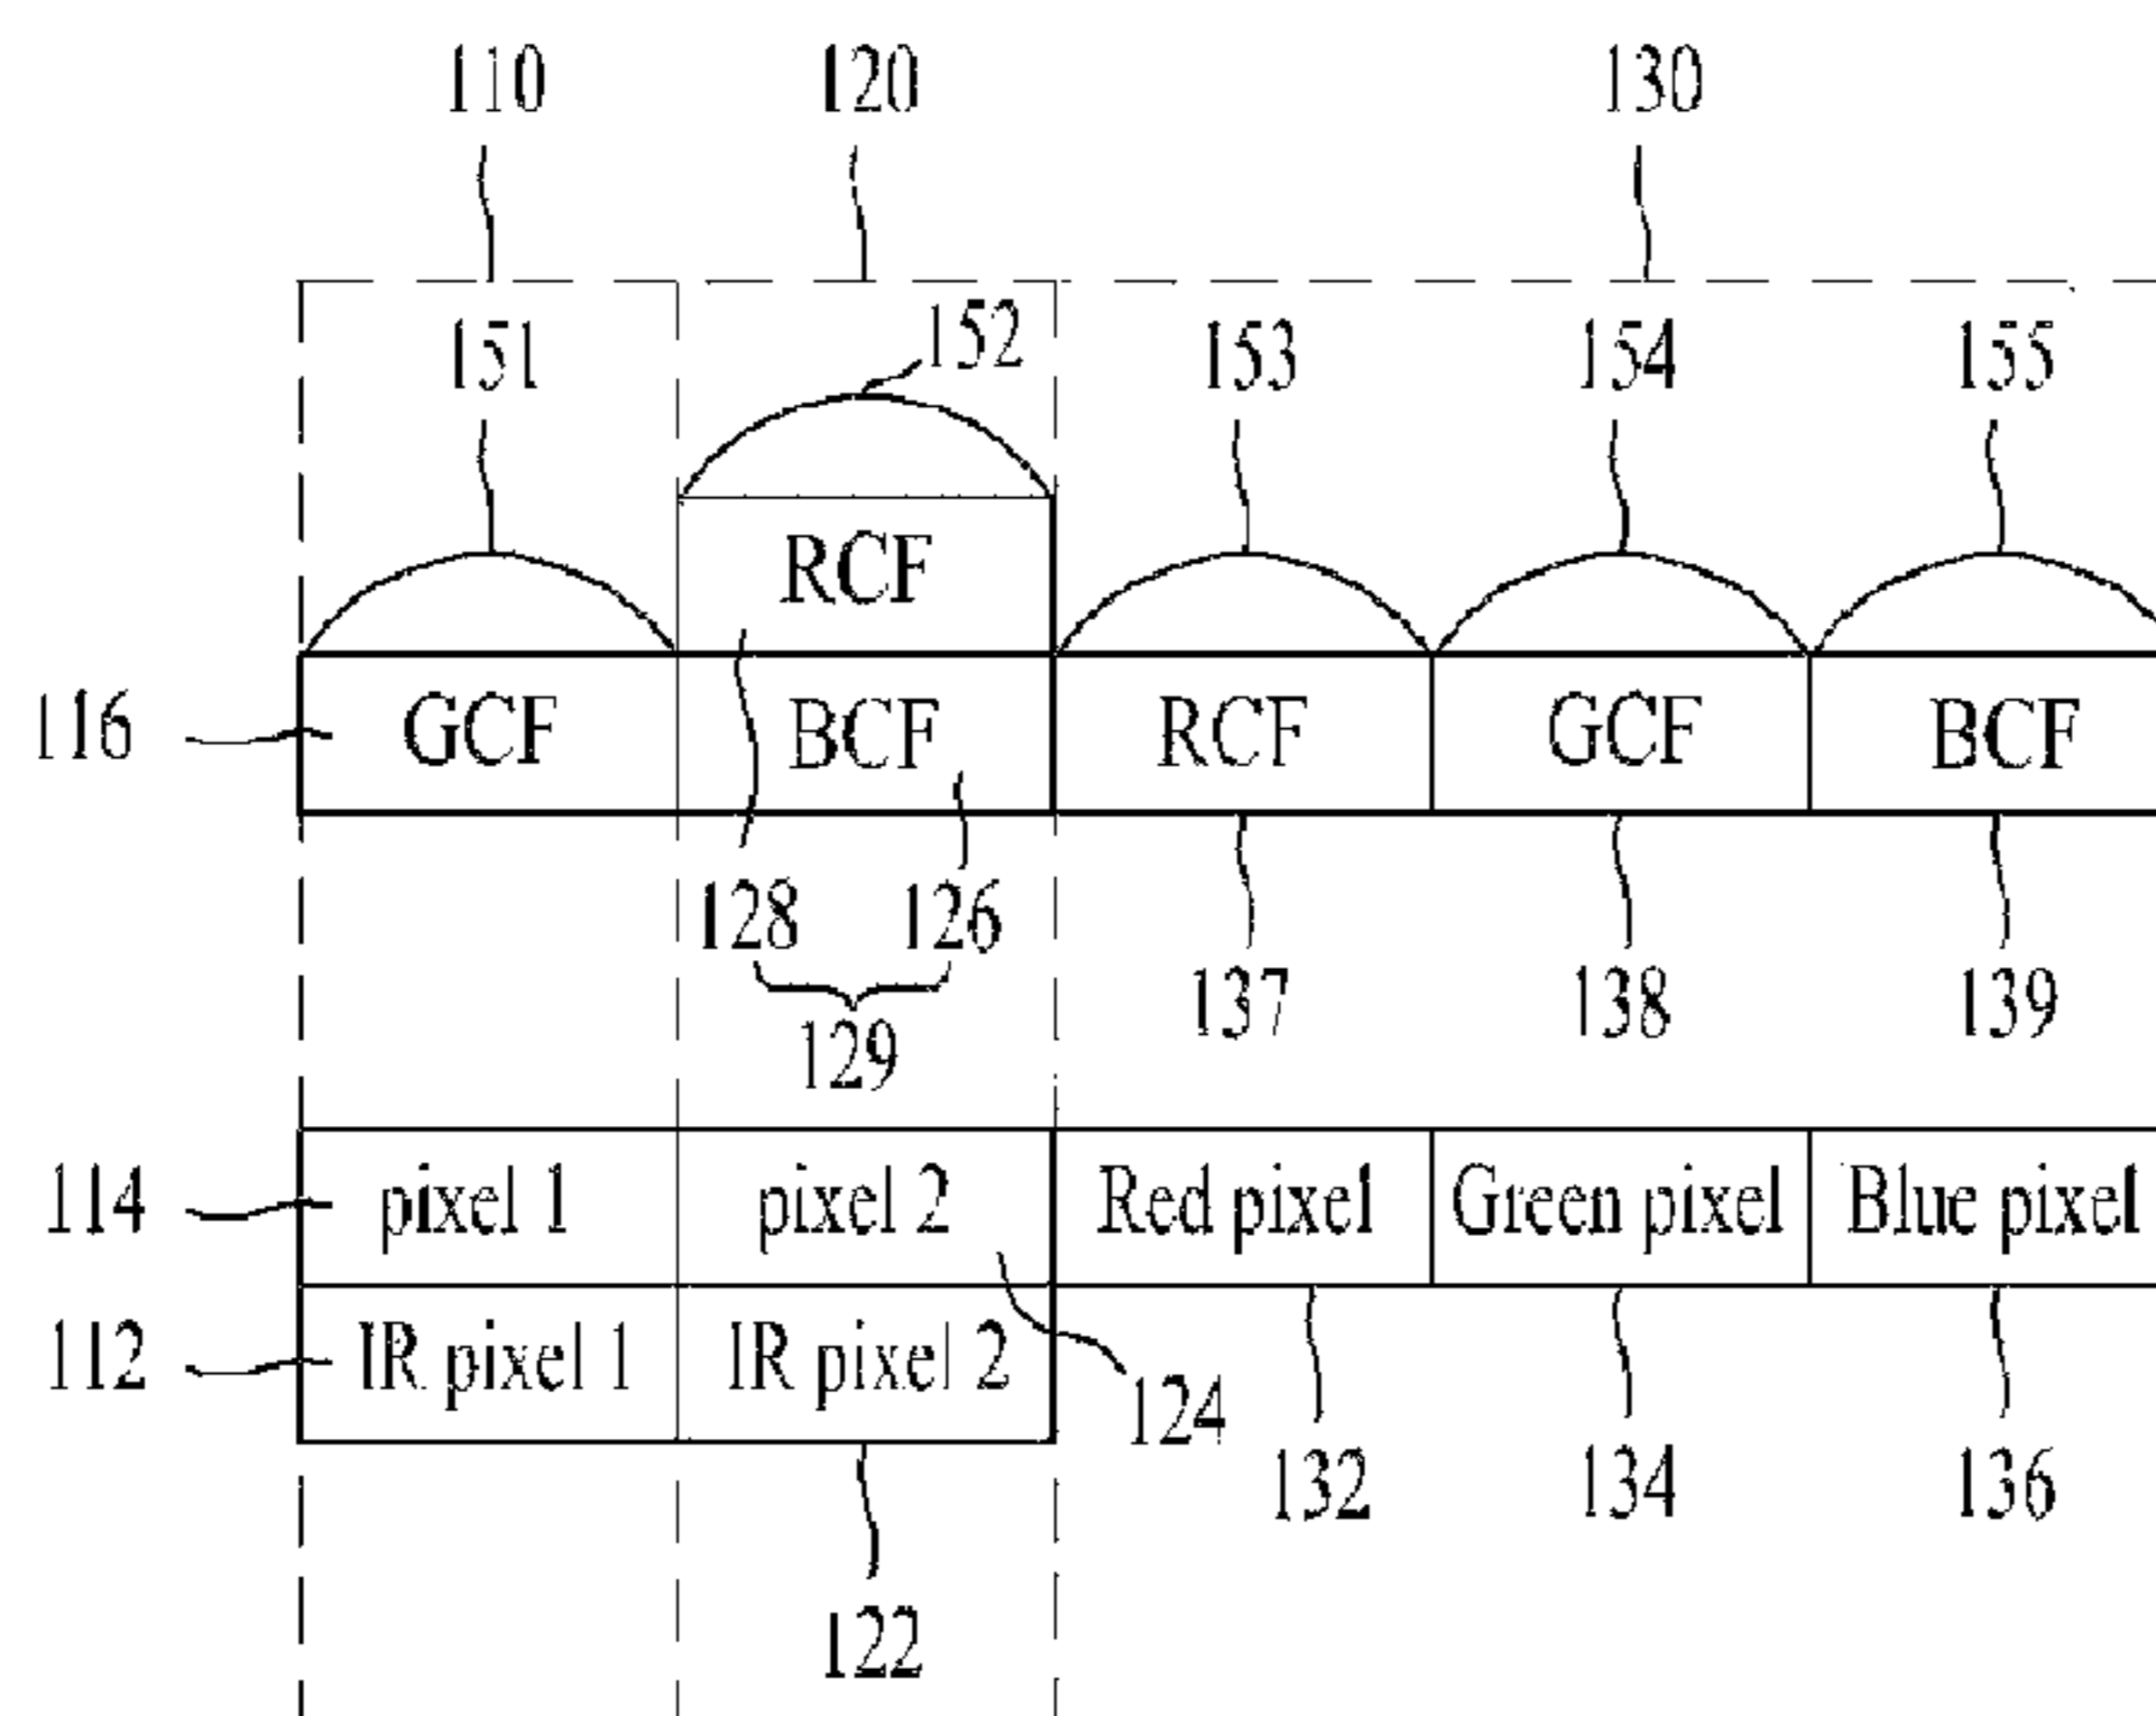 110 120 130
151 152 153 154 155
RCF
116 GCF BCF RCF GCF BCF
128 126
137 138 139
129
114 pixel 1 pixel 2 Red pixel Green pixel Blue pixel
112 IR pixel 1 IR pixel 2
124
132 134 136
122